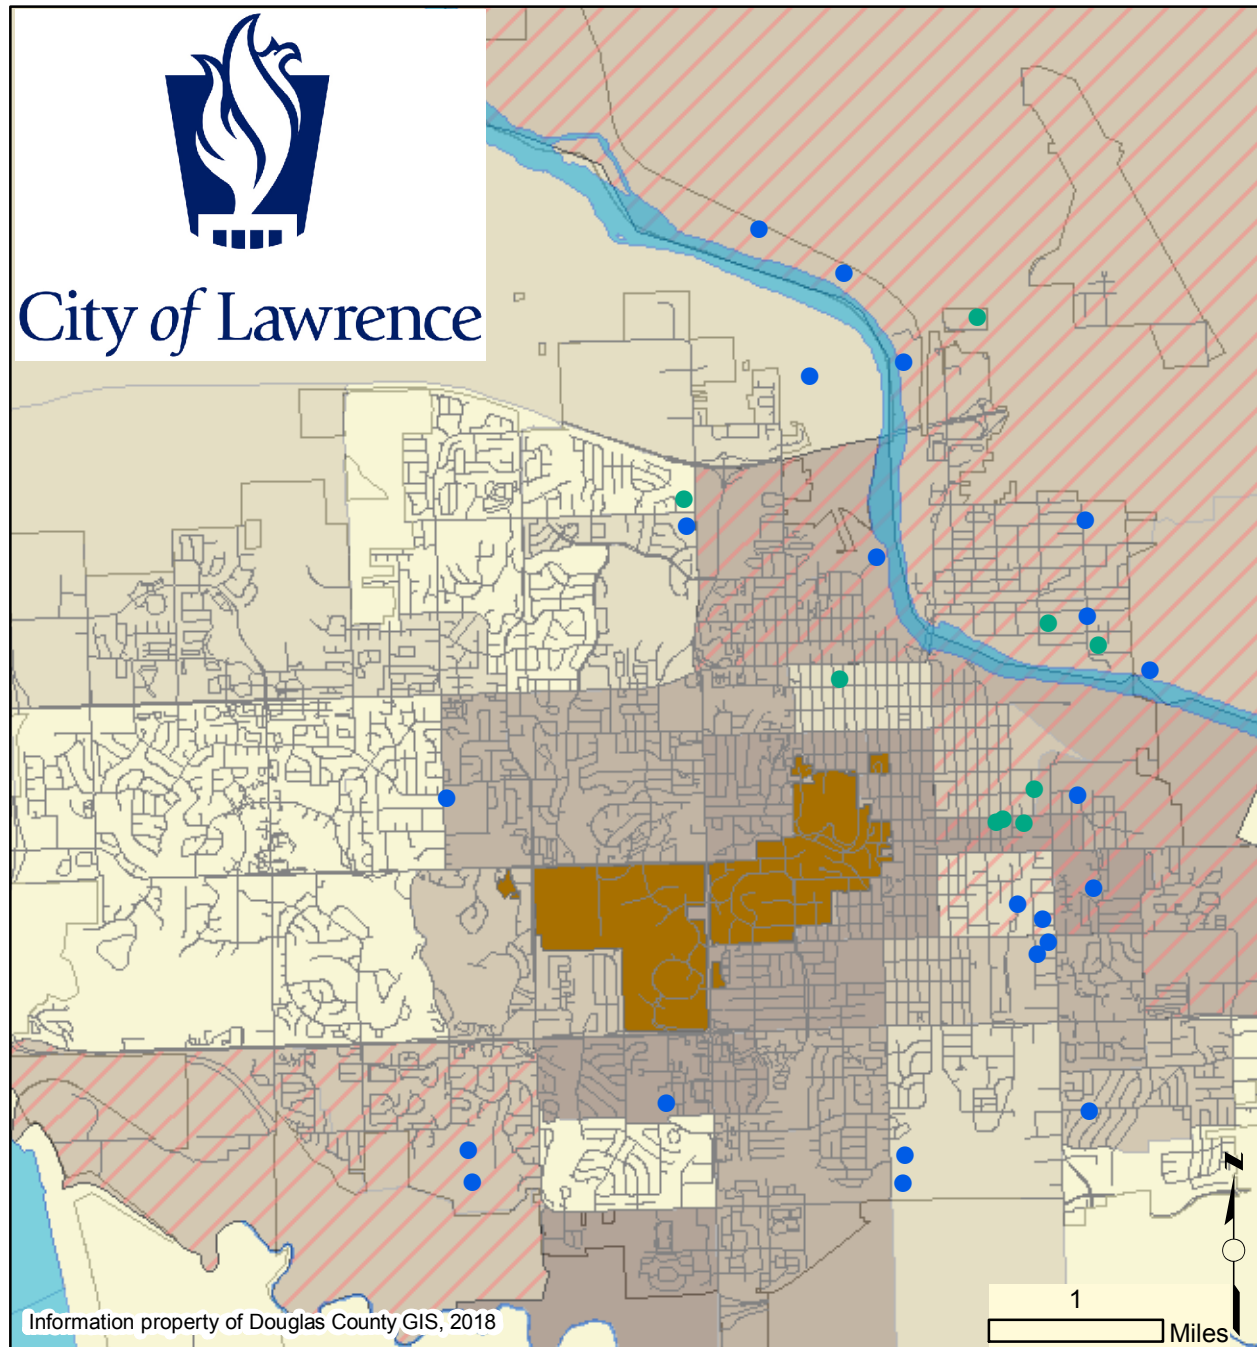 City of Lawrence
N
Information property of Douglas County GIS, 2018
1
Miles